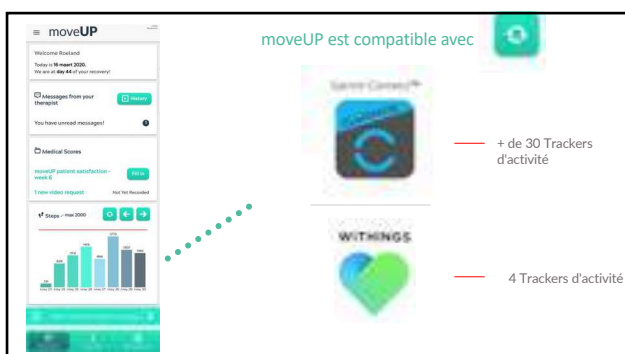 moveUP
Welcome Roeland
Today is 16 maart 2020.
We are at day 44 of your recovery!
Messages from your
therapist
History
You have unread messages!
Medical Scores
moveUP patient satisfaction -
week 6
Fill in
1 new video request
Not Yet Recorded
Steps - max 2000
moveUP est compatible avec
+ de 30 Trackers
d'activité
WITHINGS
4 Trackers d'activité